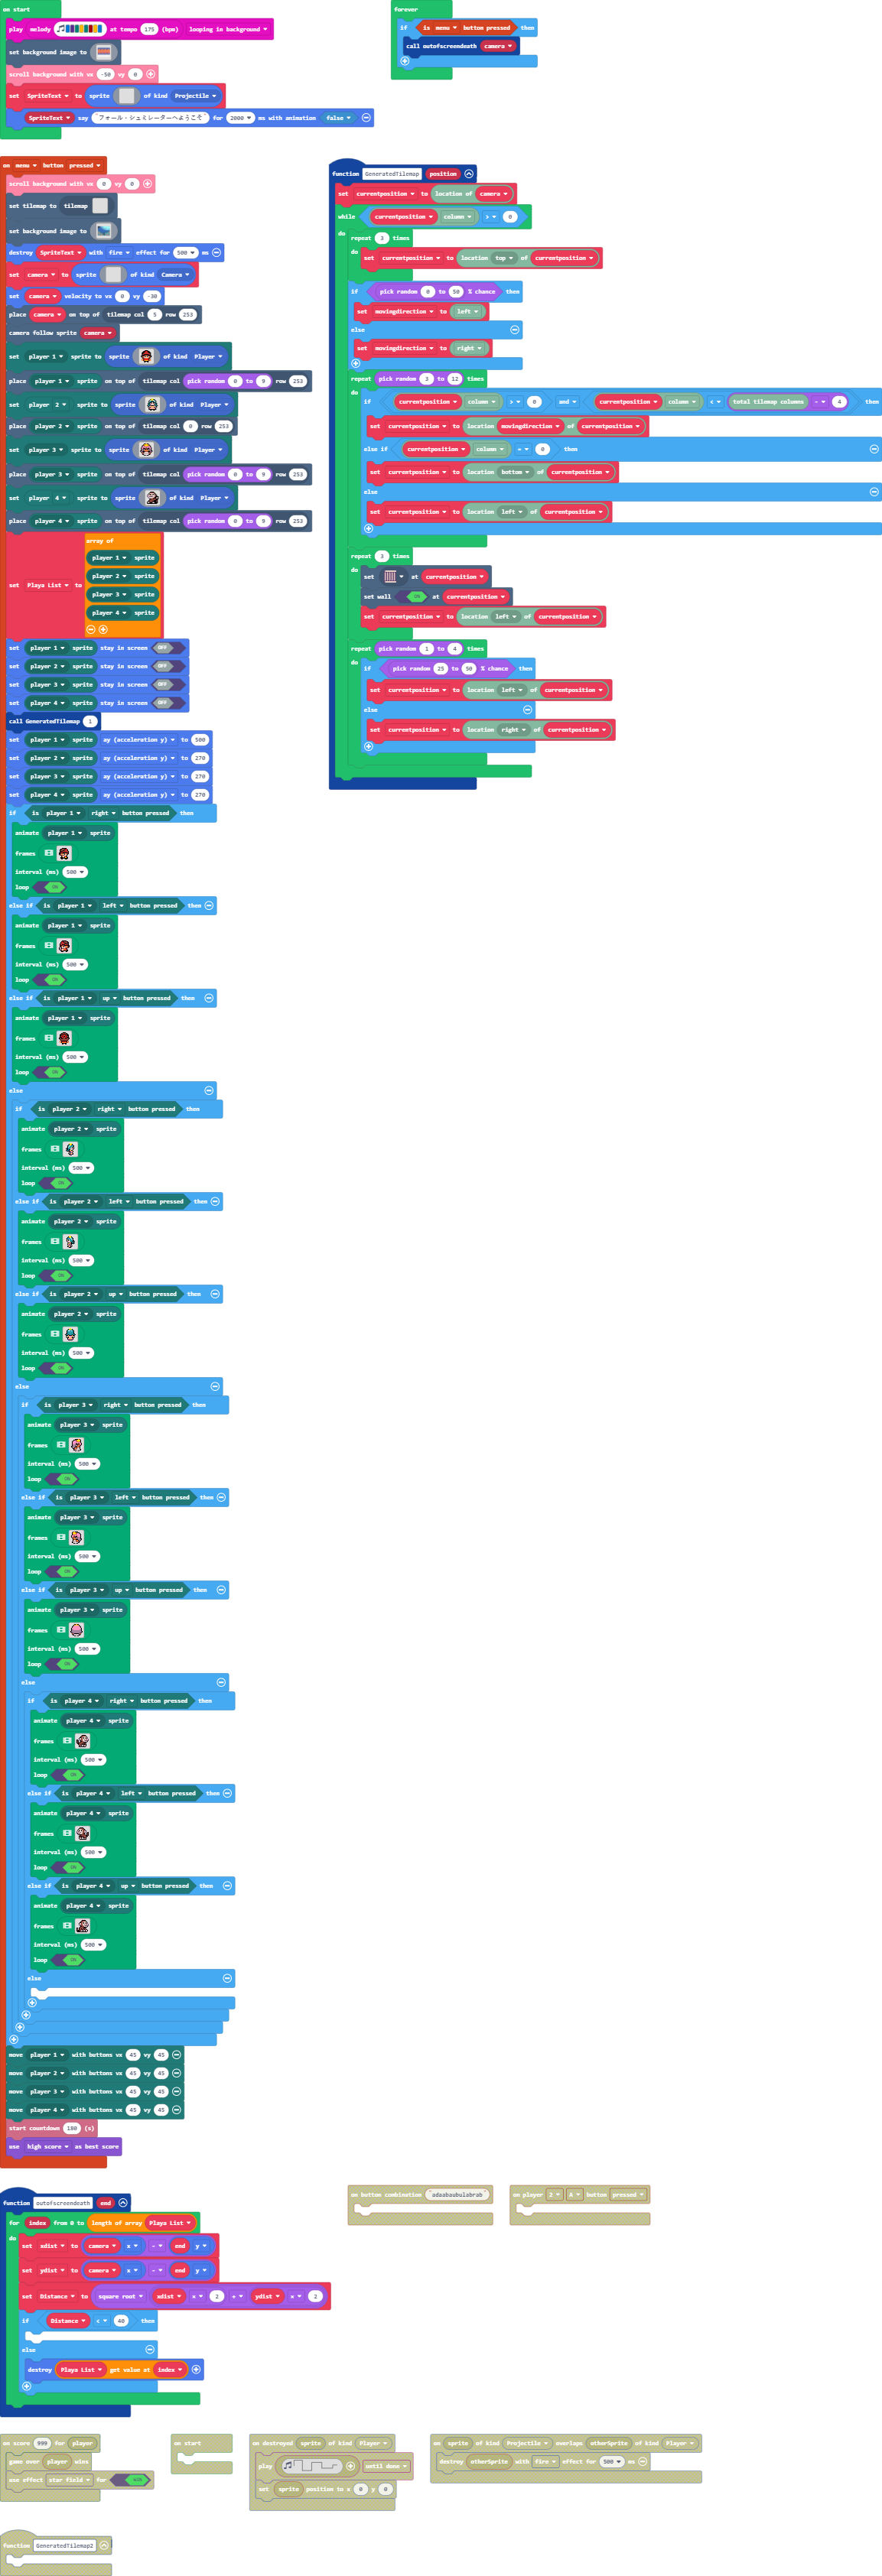 on start
play melody at tempo 175 (bpm) looping in background
set background image to
scroll background with vx -50 vy 0
set SpriteText to sprite of kind Projectile
SpriteText say "フォール・シュミレーターへようこそ" for 2000 ms with animation false
forever
if is menu button pressed then
call outofscreendeath camera
on menu button pressed
scroll background with vx 0 vy 0
set tilemap to tilemap
set background image to
destroy SpriteText with fire effect for 500 ms
set camera to sprite of kind Camera
set camera velocity to vx 0 vy -30
place camera on top of tilemap col 5 row 253
camera follow sprite camera
set player 1 sprite to sprite of kind Player
place player 1 sprite on top of tilemap col pick random 0 to 9 row 253
set player 2 sprite to sprite of kind Player
place player 2 sprite on top of tilemap col 0 row 253
set player 3 sprite to sprite of kind Player
place player 3 sprite on top of tilemap col pick random 0 to 9 row 253
set player 4 sprite to sprite of kind Player
place player 4 sprite on top of tilemap col pick random 0 to 9 row 253
set Playa List to array of
player 1 sprite
player 2 sprite
player 3 sprite
player 4 sprite
set player 1 sprite stay in screen OFF
set player 2 sprite stay in screen OFF
set player 3 sprite stay in screen OFF
set player 4 sprite stay in screen OFF
call GeneratedTilemap 1
set player 1 sprite ay (acceleration y) to 500
set player 2 sprite ay (acceleration y) to 270
set player 3 sprite ay (acceleration y) to 270
set player 4 sprite ay (acceleration y) to 270
if is player 1 right button pressed then
animate player 1 sprite
frames
interval (ms) 500
loop ON
else if is player 1 left button pressed then
animate player 1 sprite
frames
interval (ms) 500
loop ON
else if is player 1 up button pressed then
animate player 1 sprite
frames
interval (ms) 500
loop ON
else
if is player 2 right button pressed then
animate player 2 sprite
frames
interval (ms) 500
loop ON
else if is player 2 left button pressed then
animate player 2 sprite
frames
interval (ms) 500
loop ON
else if is player 2 up button pressed then
animate player 2 sprite
frames
interval (ms) 500
loop ON
else
if is player 3 right button pressed then
animate player 3 sprite
frames
interval (ms) 500
loop ON
else if is player 3 left button pressed then
animate player 3 sprite
frames
interval (ms) 500
loop ON
else if is player 3 up button pressed then
animate player 3 sprite
frames
interval (ms) 500
loop ON
else
if is player 4 right button pressed then
animate player 4 sprite
frames
interval (ms) 500
loop ON
else if is player 4 left button pressed then
animate player 4 sprite
frames
interval (ms) 500
loop ON
else if is player 4 up button pressed then
animate player 4 sprite
frames
interval (ms) 500
loop ON
else
move player 1 with buttons vx 45 vy 45
move player 2 with buttons vx 45 vy 45
move player 3 with buttons vx 45 vy 45
move player 4 with buttons vx 45 vy 45
start countdown 180 (s)
use high score as best score
function GeneratedTilemap position
set currentposition to location of camera
while currentposition column > 0
do
repeat 3 times
do set currentposition to location top of currentposition
if pick random 0 to 50 % chance then
set movingdirection to left
else
set movingdirection to right
repeat pick random 3 to 12 times
do
if currentposition column > 0 and currentposition column < total tilemap columns - 4 then
set currentposition to location movingdirection of currentposition
else if currentposition column = 0 then
set currentposition to location bottom of currentposition
else
set currentposition to location left of currentposition
repeat 3 times
do set at currentposition
set wall ON at currentposition
set currentposition to location left of currentposition
repeat pick random 1 to 4 times
do if pick random 25 to 50 % chance then
set currentposition to location left of currentposition
else
set currentposition to location right of currentposition
function outofscreendeath end
for index from 0 to length of array Playa List
do
set xdist to camera x - end y
set ydist to camera x - end y
set Distance to square root xdist x 2 + ydist x 2
if Distance < 40 then
else
destroy Playa List get value at index
on button combination
on player 2 A button pressed
on score 999 for player
game over player wins
use effect star field for WIN
on start
on destroyed sprite of kind Player
play until done
set sprite position to x 0 y 0
on sprite of kind Projectile overlaps otherSprite of kind Player
destroy otherSprite with fire effect for 500 ms
function GeneratedTilemap2